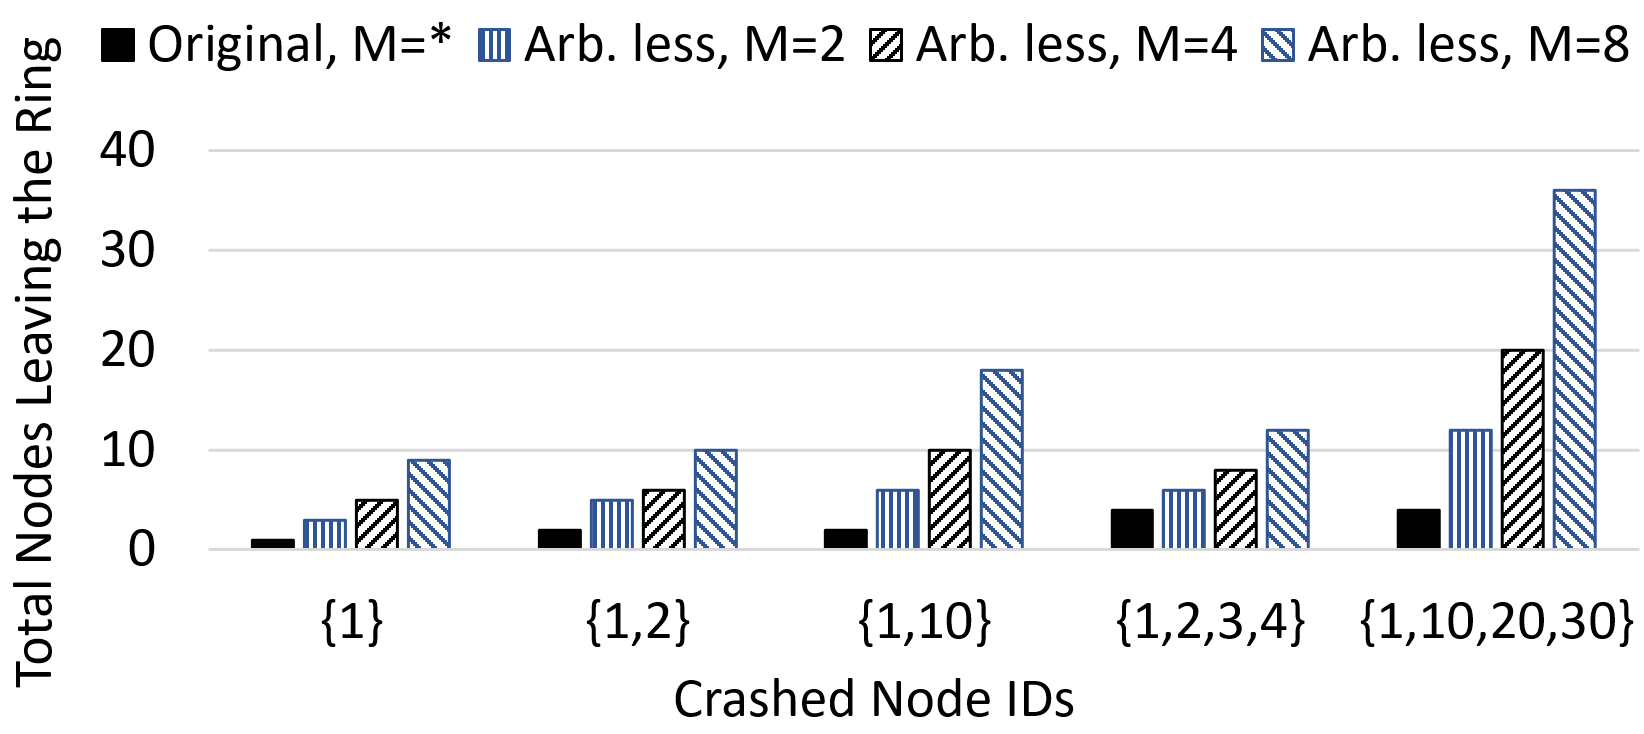 Original, M=* Arb. less, M=2 Arb. less, M=4 Arb. less, M=8
Total Nodes Leaving the Ring
40
30
20
10
0
{1} {1,2} {1,10} {1,2,3,4} {1,10,20,30}
Crashed Node IDs